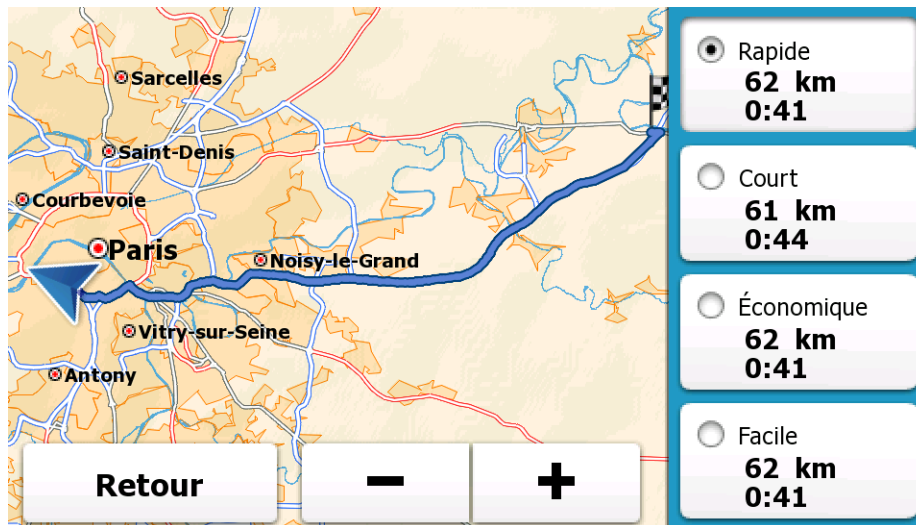 Sarcelles
Saint-Denis
Courbevoie
Paris
Noisy-le-Grand
Vitry-sur-Seine
Antony
Retour
−
+
Rapide
62 km
0:41
Court
61 km
0:44
Économique
62 km
0:41
Facile
62 km
0:41